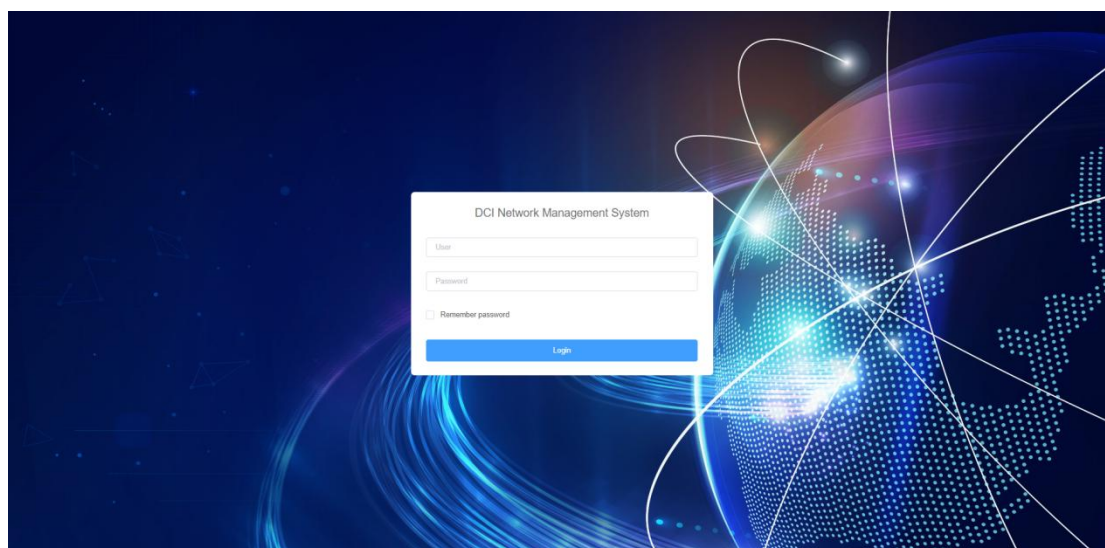 DCI Network Management System
User
Password
Remember password
Login